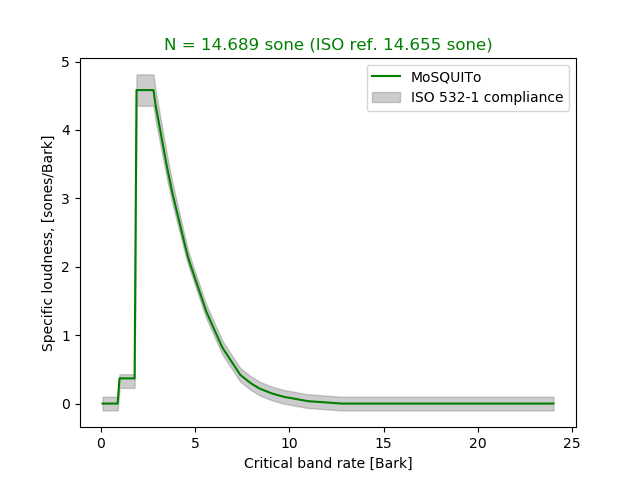 N = 14.689 sone (ISO ref. 14.655 sone)
MoSQUITo
ISO 532-1 compliance
Specific loudness, [sones/Bark]
5
4
3
2
1
0
0 5 10 15 20 25
Critical band rate [Bark]